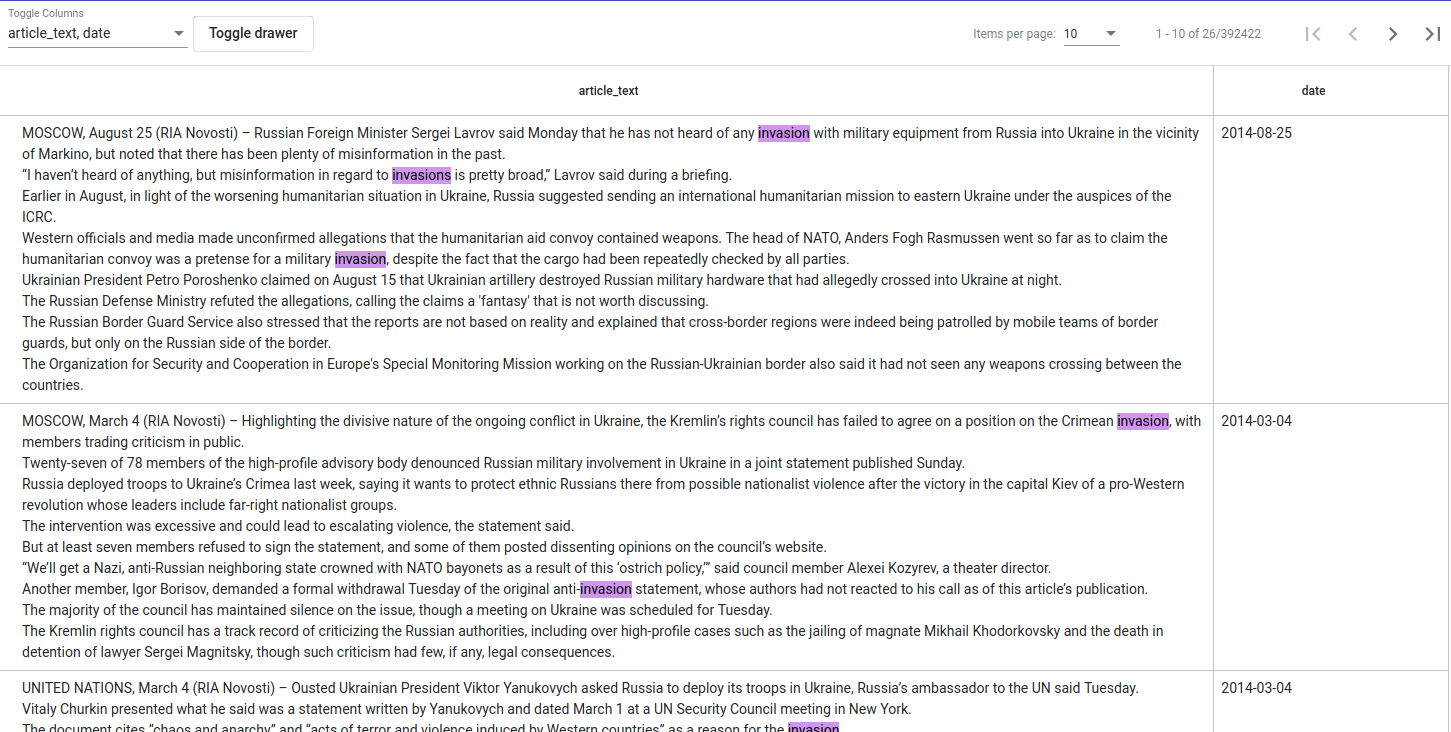 Toggle Columns
article_text, date
Toggle drawer
Items per page: 10
1 - 10 of 26/392422
article_text
date
MOSCOW, August 25 (RIA Novosti) – Russian Foreign Minister Sergei Lavrov said Monday that he has not heard of any invasion with military equipment from Russia into Ukraine in the vicinity
of Markino, but noted that there has been plenty of misinformation in the past.
“I haven’t heard of anything, but misinformation in regard to invasions is pretty broad,” Lavrov said during a briefing.
Earlier in August, in light of the worsening humanitarian situation in Ukraine, Russia suggested sending an international humanitarian mission to eastern Ukraine under the auspices of the
ICRC.
Western officials and media made unconfirmed allegations that the humanitarian aid convoy contained weapons. The head of NATO, Anders Fogh Rasmussen went so far as to claim the
humanitarian convoy was a pretense for a military invasion, despite the fact that the cargo had been repeatedly checked by all parties.
Ukrainian President Petro Poroshenko claimed on August 15 that Ukrainian artillery destroyed Russian military hardware that had allegedly crossed into Ukraine at night.
The Russian Defense Ministry refuted the allegations, calling the claims a 'fantasy' that is not worth discussing.
The Russian Border Guard Service also stressed that the reports are not based on reality and explained that cross-border regions were indeed being patrolled by mobile teams of border
guards, but only on the Russian side of the border.
The Organization for Security and Cooperation in Europe's Special Monitoring Mission working on the Russian-Ukrainian border also said it had not seen any weapons crossing between the
countries.
2014-08-25
MOSCOW, March 4 (RIA Novosti) – Highlighting the divisive nature of the ongoing conflict in Ukraine, the Kremlin’s rights council has failed to agree on a position on the Crimean invasion, with
members trading criticism in public.
Twenty-seven of 78 members of the high-profile advisory body denounced Russian military involvement in Ukraine in a joint statement published Sunday.
Russia deployed troops to Ukraine’s Crimea last week, saying it wants to protect ethnic Russians there from possible nationalist violence after the victory in the capital Kiev of a pro-Western
revolution whose leaders include far-right nationalist groups.
The intervention was excessive and could lead to escalating violence, the statement said.
But at least seven members refused to sign the statement, and some of them posted dissenting opinions on the council’s website.
“We’ll get a Nazi, anti-Russian neighboring state crowned with NATO bayonets as a result of this ‘ostrich policy,’” said council member Alexei Kozyrev, a theater director.
Another member, Igor Borisov, demanded a formal withdrawal Tuesday of the original anti-invasion statement, whose authors had not reacted to his call as of this article’s publication.
The majority of the council has maintained silence on the issue, though a meeting on Ukraine was scheduled for Tuesday.
The Kremlin rights council has a track record of criticizing the Russian authorities, including over high-profile cases such as the jailing of magnate Mikhail Khodorkovsky and the death in
detention of lawyer Sergei Magnitsky, though such criticism had few, if any, legal consequences.
2014-03-04
UNITED NATIONS, March 4 (RIA Novosti) – Ousted Ukrainian President Viktor Yanukovych asked Russia to deploy its troops in Ukraine, Russia’s ambassador to the UN said Tuesday.
Vitaly Churkin presented what he said was a statement written by Yanukovych and dated March 1 at a UN Security Council meeting in New York.
The document cites “chaos and anarchy” and “acts of terror and violence induced by Western countries” as a reason for the invasion
2014-03-04